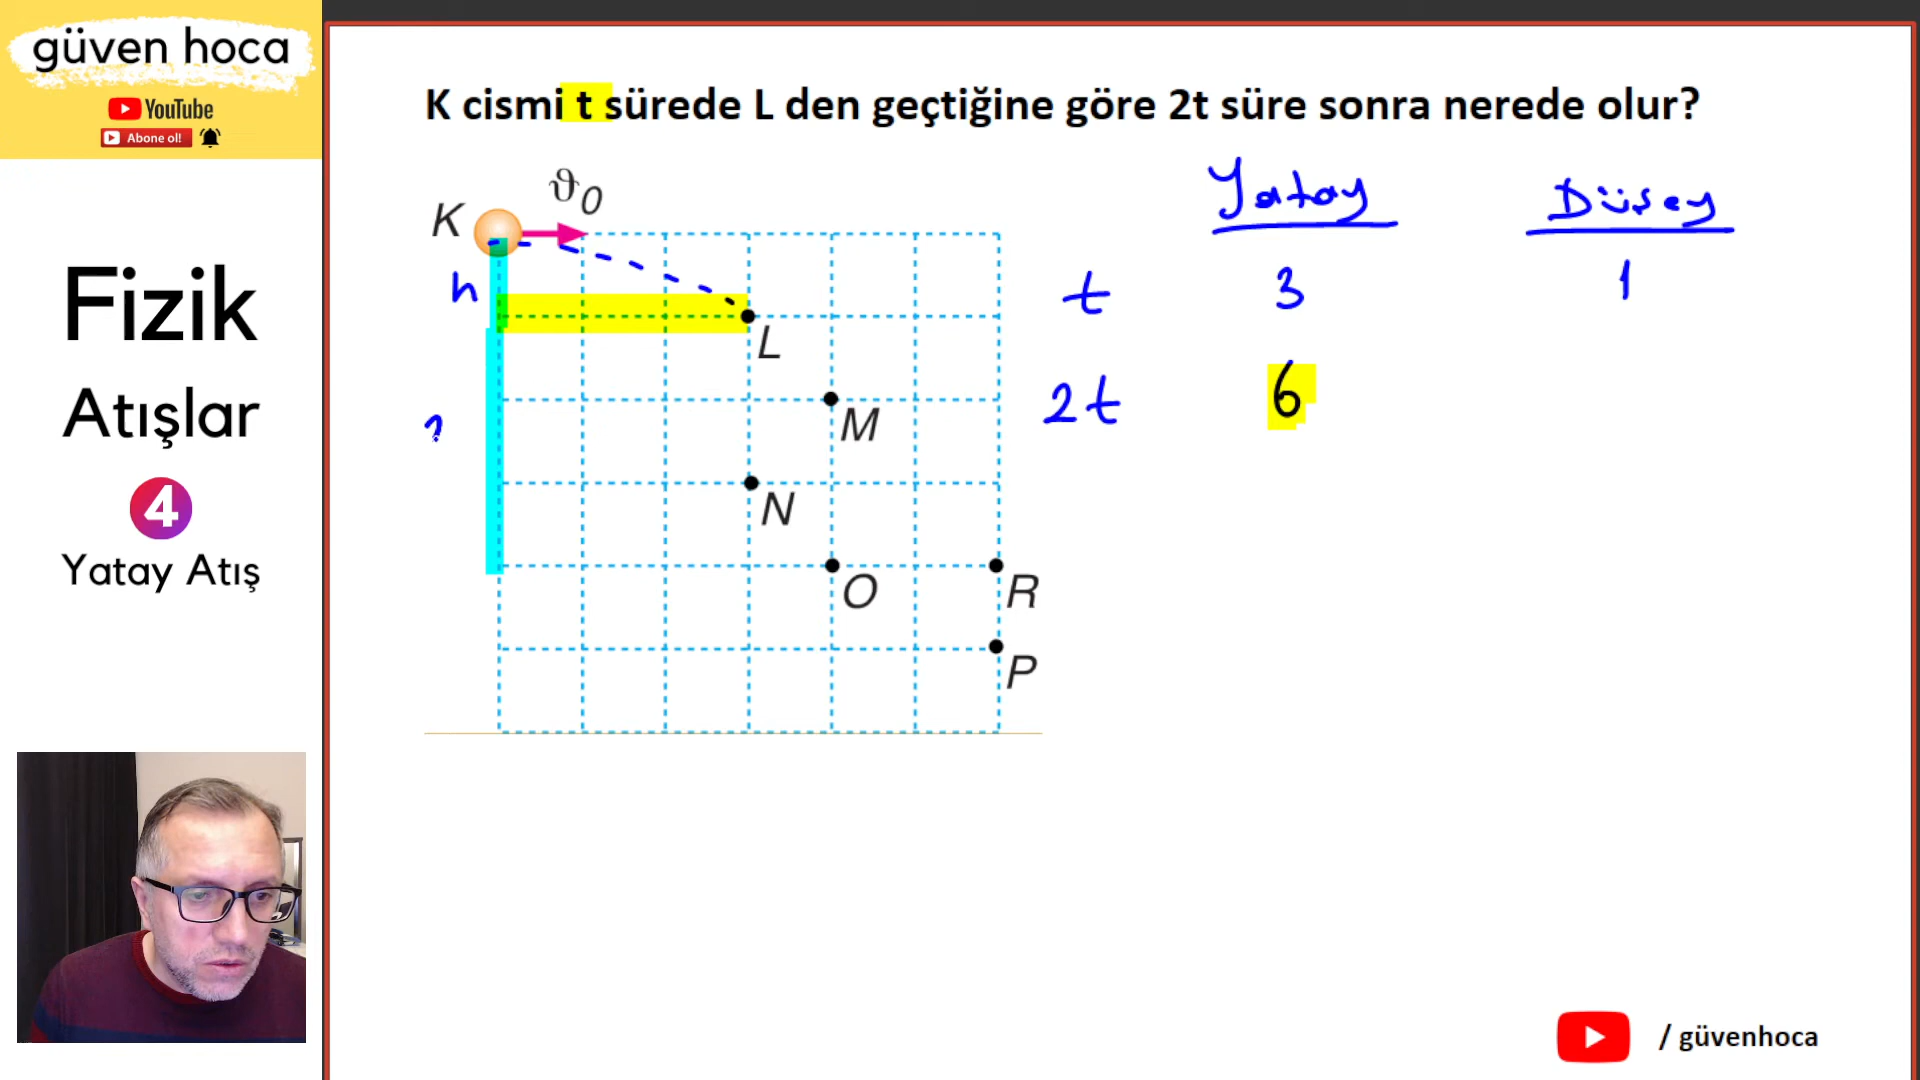 güven hoca
YouTube
Abone ol!
Fizik
Atışlar
4
Yatay Atış
K cismi t sürede L den geçtiğine göre 2t süre sonra nerede olur?
K
ϑ0
h
L
M
?
N
O
R
P
Yatay Düşey
t 3 1
2t 6
/ güvenhoca